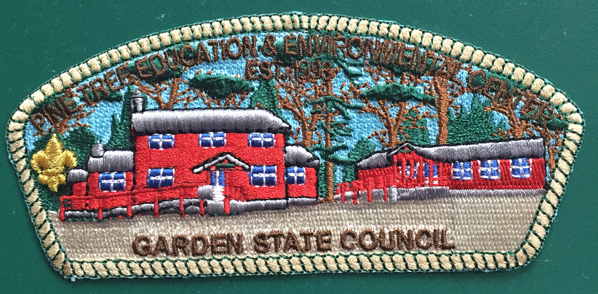 PINE TREE EDUCATION & ENVIRONMENTAL CENTER
GARDEN STATE COUNCIL